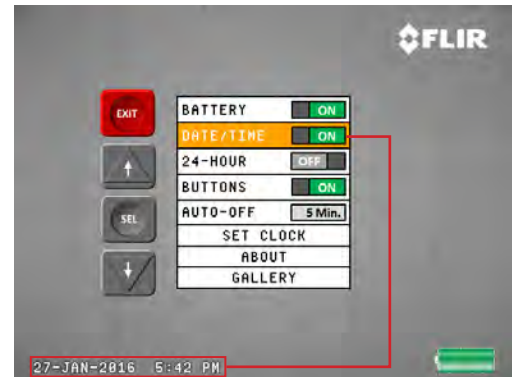 FLIR
EXIT
BATTERY ON
DATE/TIME ON
24-HOUR OFF
BUTTONS ON
SEL
AUTO-OFF 5 Min.
SET CLOCK
ABOUT
GALLERY
27-JAN-2016 5:42 PM